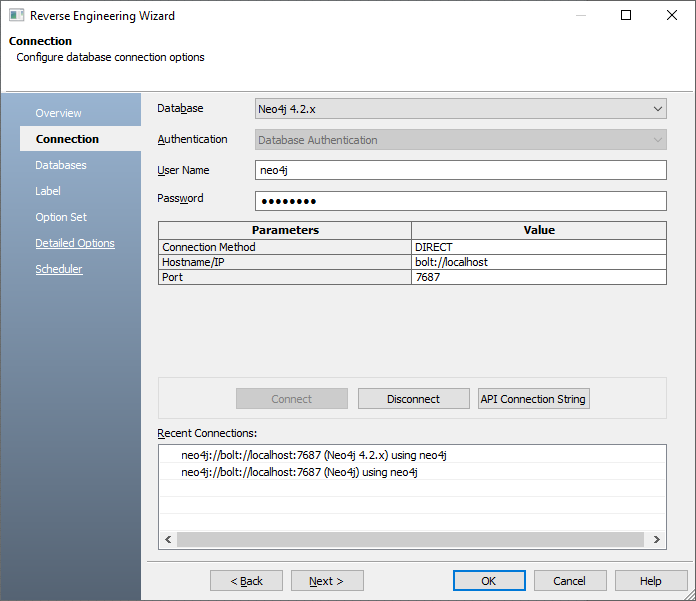 Reverse Engineering Wizard
Connection
Configure database connection options
Overview
Connection
Databases
Label
Option Set
Detailed Options
Scheduler
Database Neo4j 4.2.x
Authentication Database Authentication
User Name neo4j
Password ●●●●●●●●
Parameters Value
Connection Method DIRECT
Hostname/IP bolt://localhost
Port 7687
Connect Disconnect API Connection String
Recent Connections:
neo4j://bolt://localhost:7687 (Neo4j 4.2.x) using neo4j
neo4j://bolt://localhost:7687 (Neo4j) using neo4j
< Back Next > OK Cancel Help